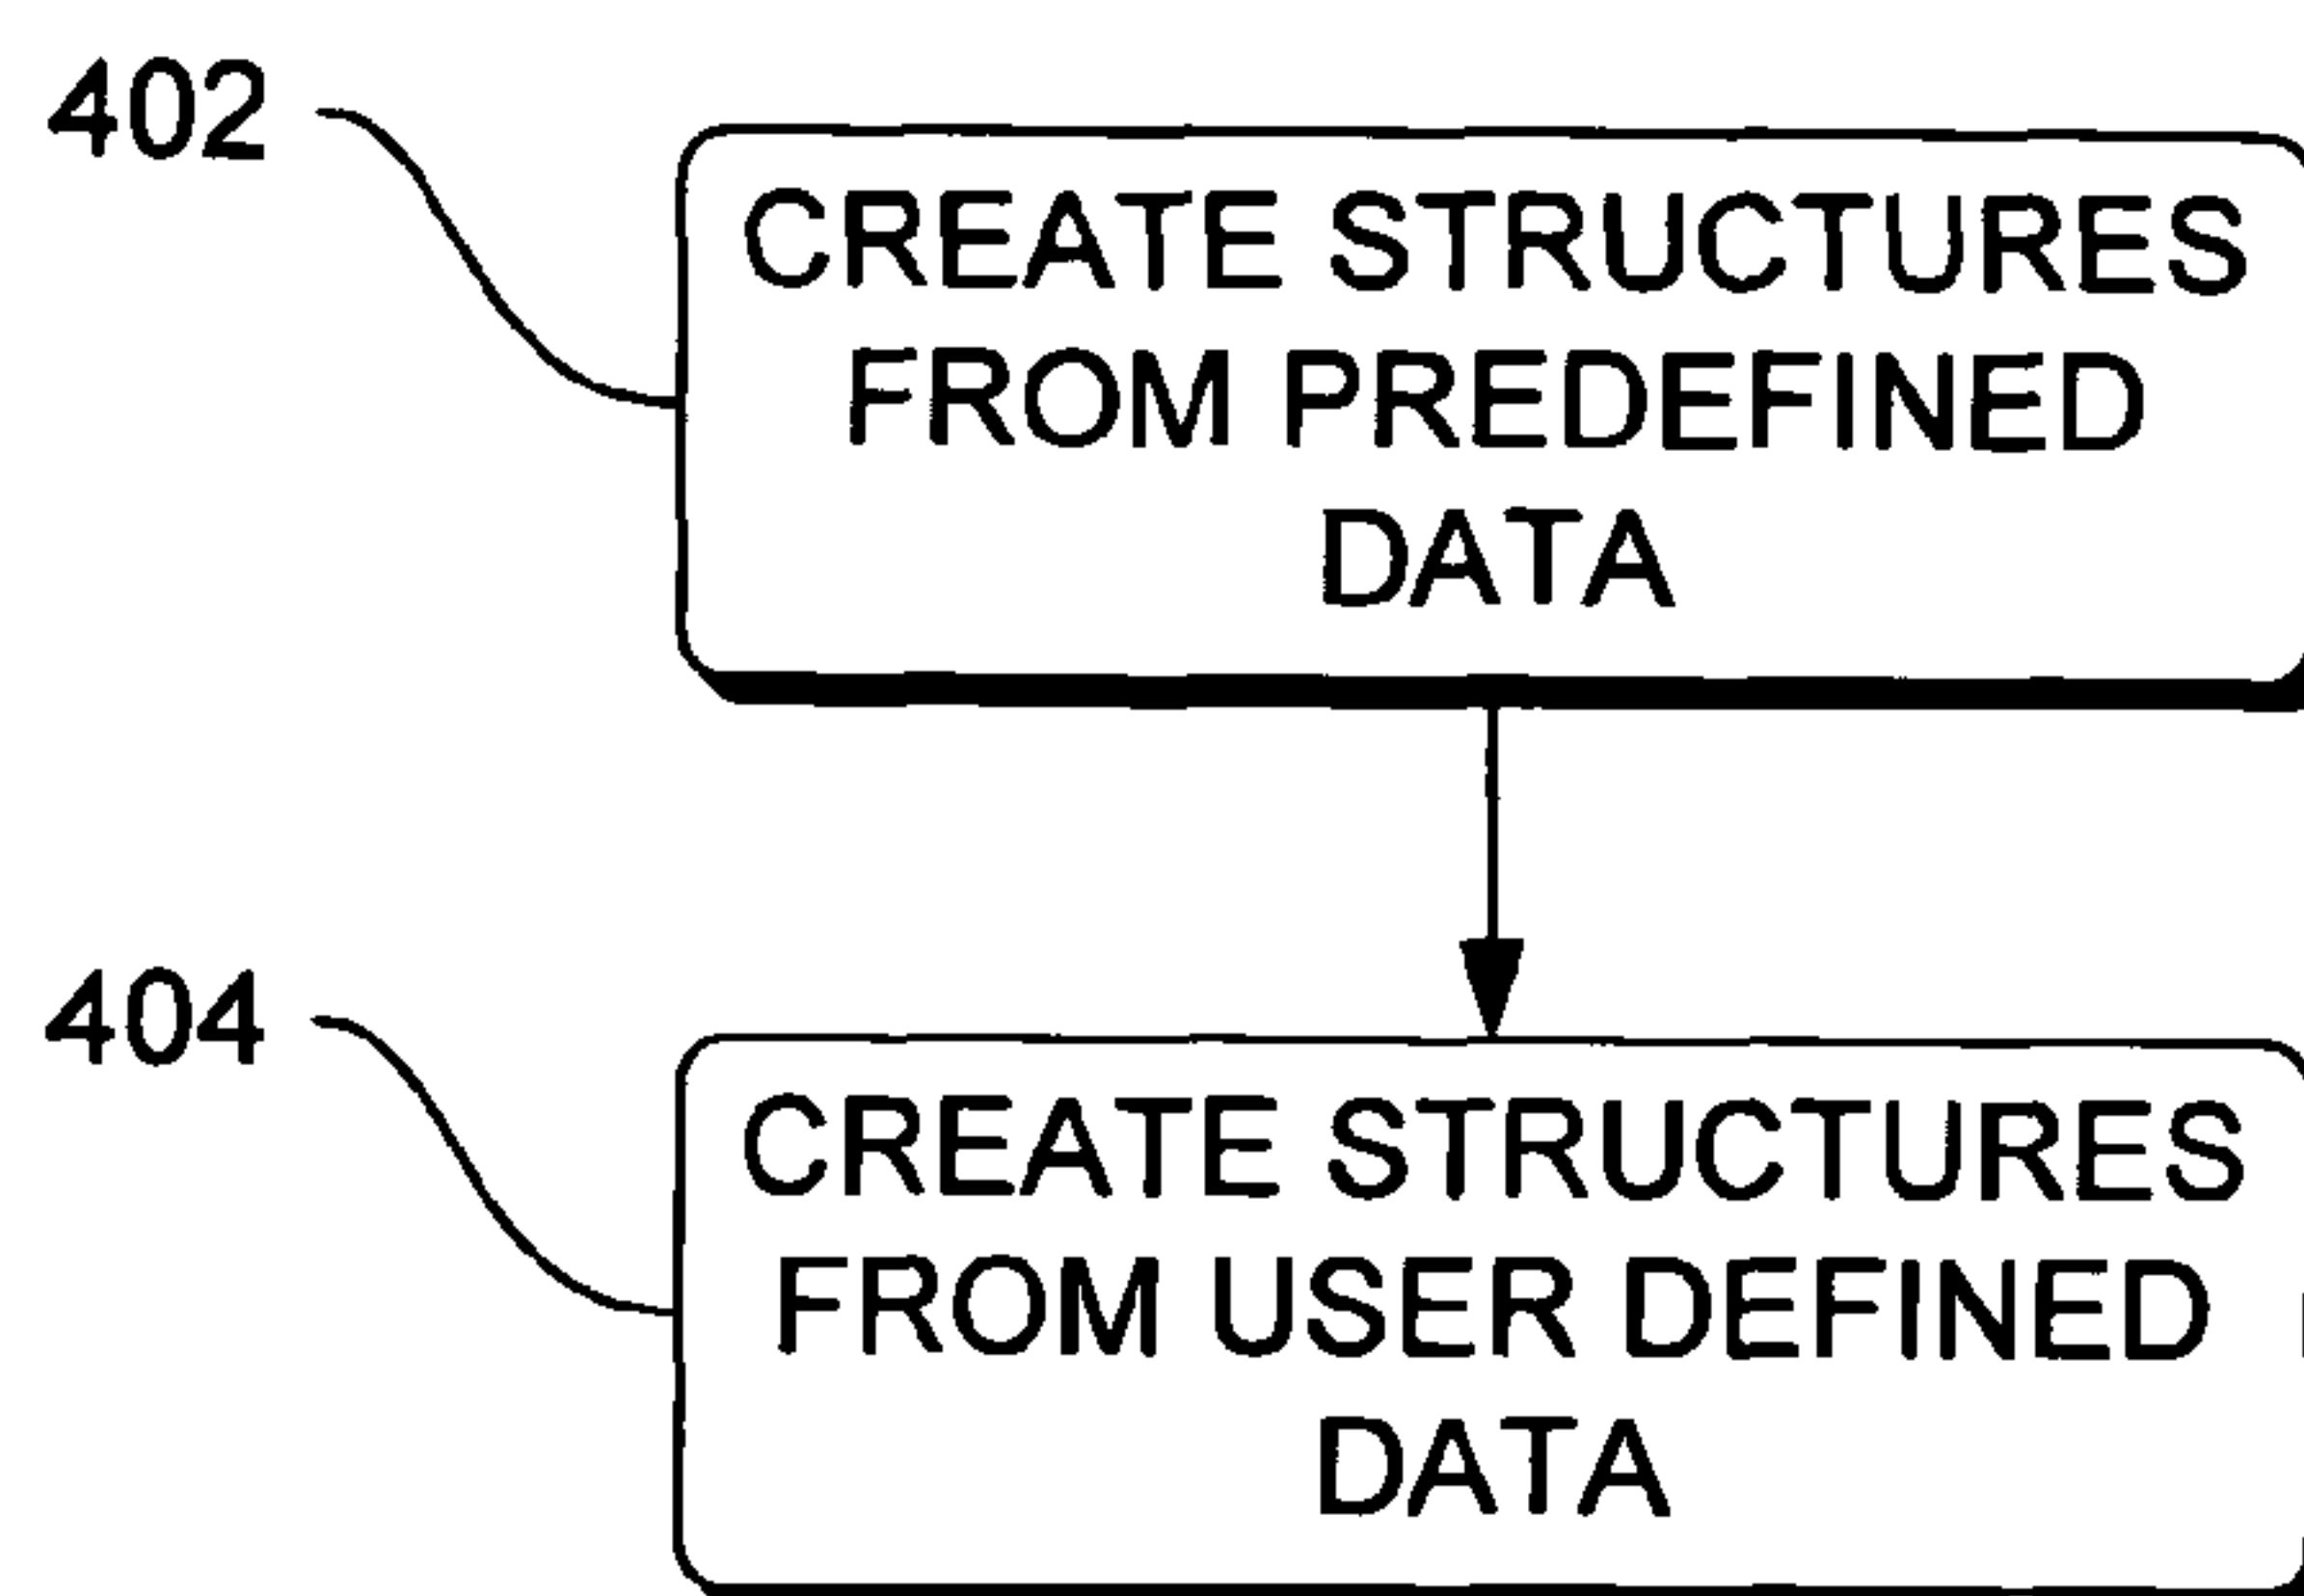 402
CREATE STRUCTURES
FROM PREDEFINED
DATA
404
CREATE STRUCTURES
FROM USER DEFINED
DATA